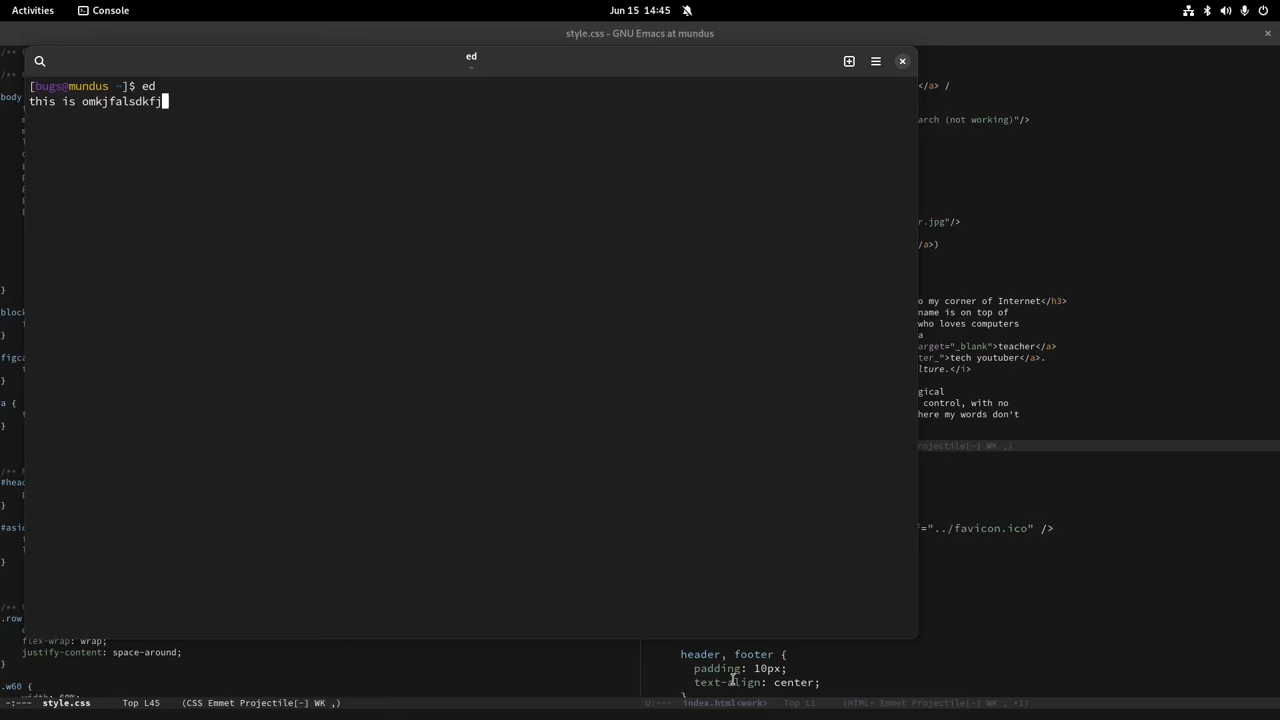 Activities
Console
Jun 15 14:45
style.css - GNU Emacs at mundus
ed
~
[bugs@mundus ~]$ ed
this is omkjfalsdkfj
body
}
}
}
a {
}
}
}
.row
flex-wrap: wrap;
justify-content: space-around;
}
.w60 {
</a> /
arch (not working)"/>
r.jpg"/>
/a>)
o my corner of Internet</h3>
name is on top of
who loves computers
a
arget="_blank">teacher</a>
ter_">tech youtuber</a>.
lture.</i>
gical
control, with no
here my words don't
rojectile[~] WK ,)
f="../favicon.ico" />
header, footer {
padding: 10px;
text-align: center;
}
-:--- style.css Top L45 (CSS Emmet Projectile[~] WK ,)
U:--- index.html<work> Top L1 (HTML+ Emmet Projectile[~] WK ,) +1)